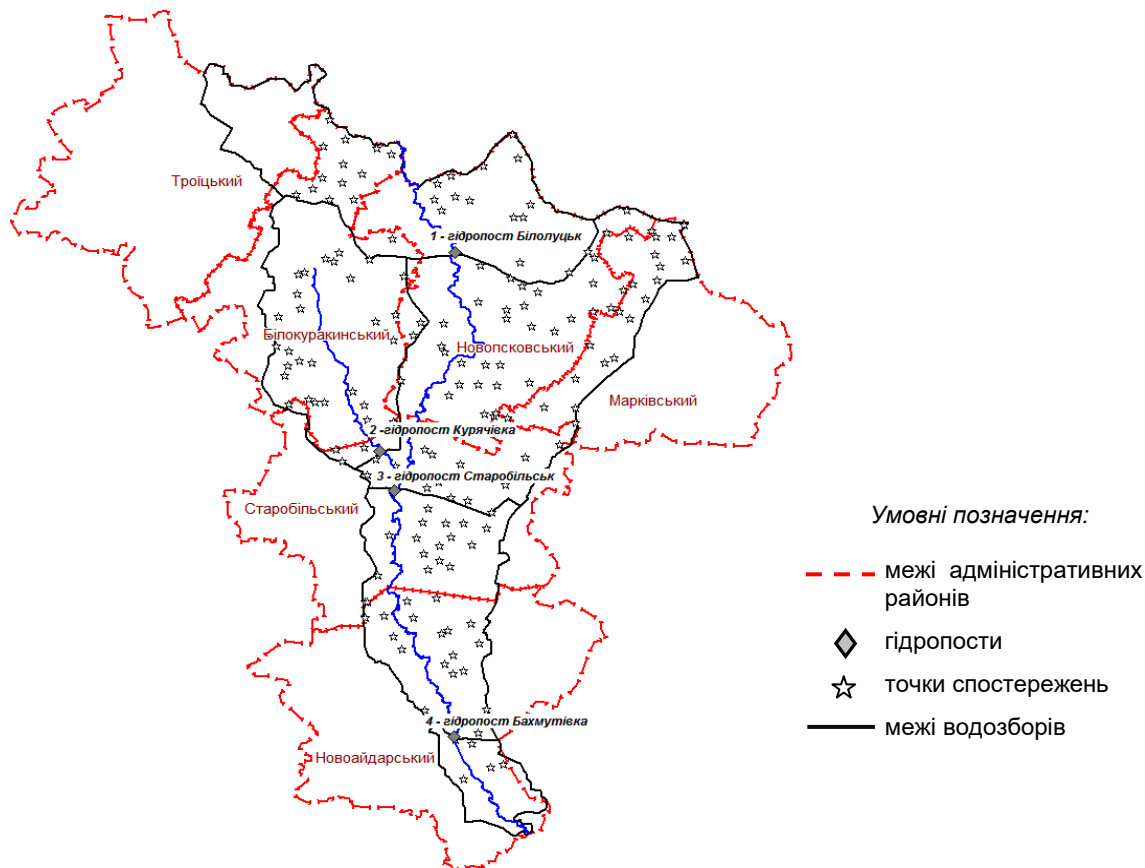 Троїцький
1 - гідропост Білолуцьк
Білокуракинський
Новопсковський
Марківський
2 -гідропост Курячівка
3 - гідропост Старобільськ
Старобільський
4 - гідропост Бахмутівка
Новоайдарський
Умовні позначення:
межі адміністративних
районів
гідропости
точки спостережень
межі водозборів